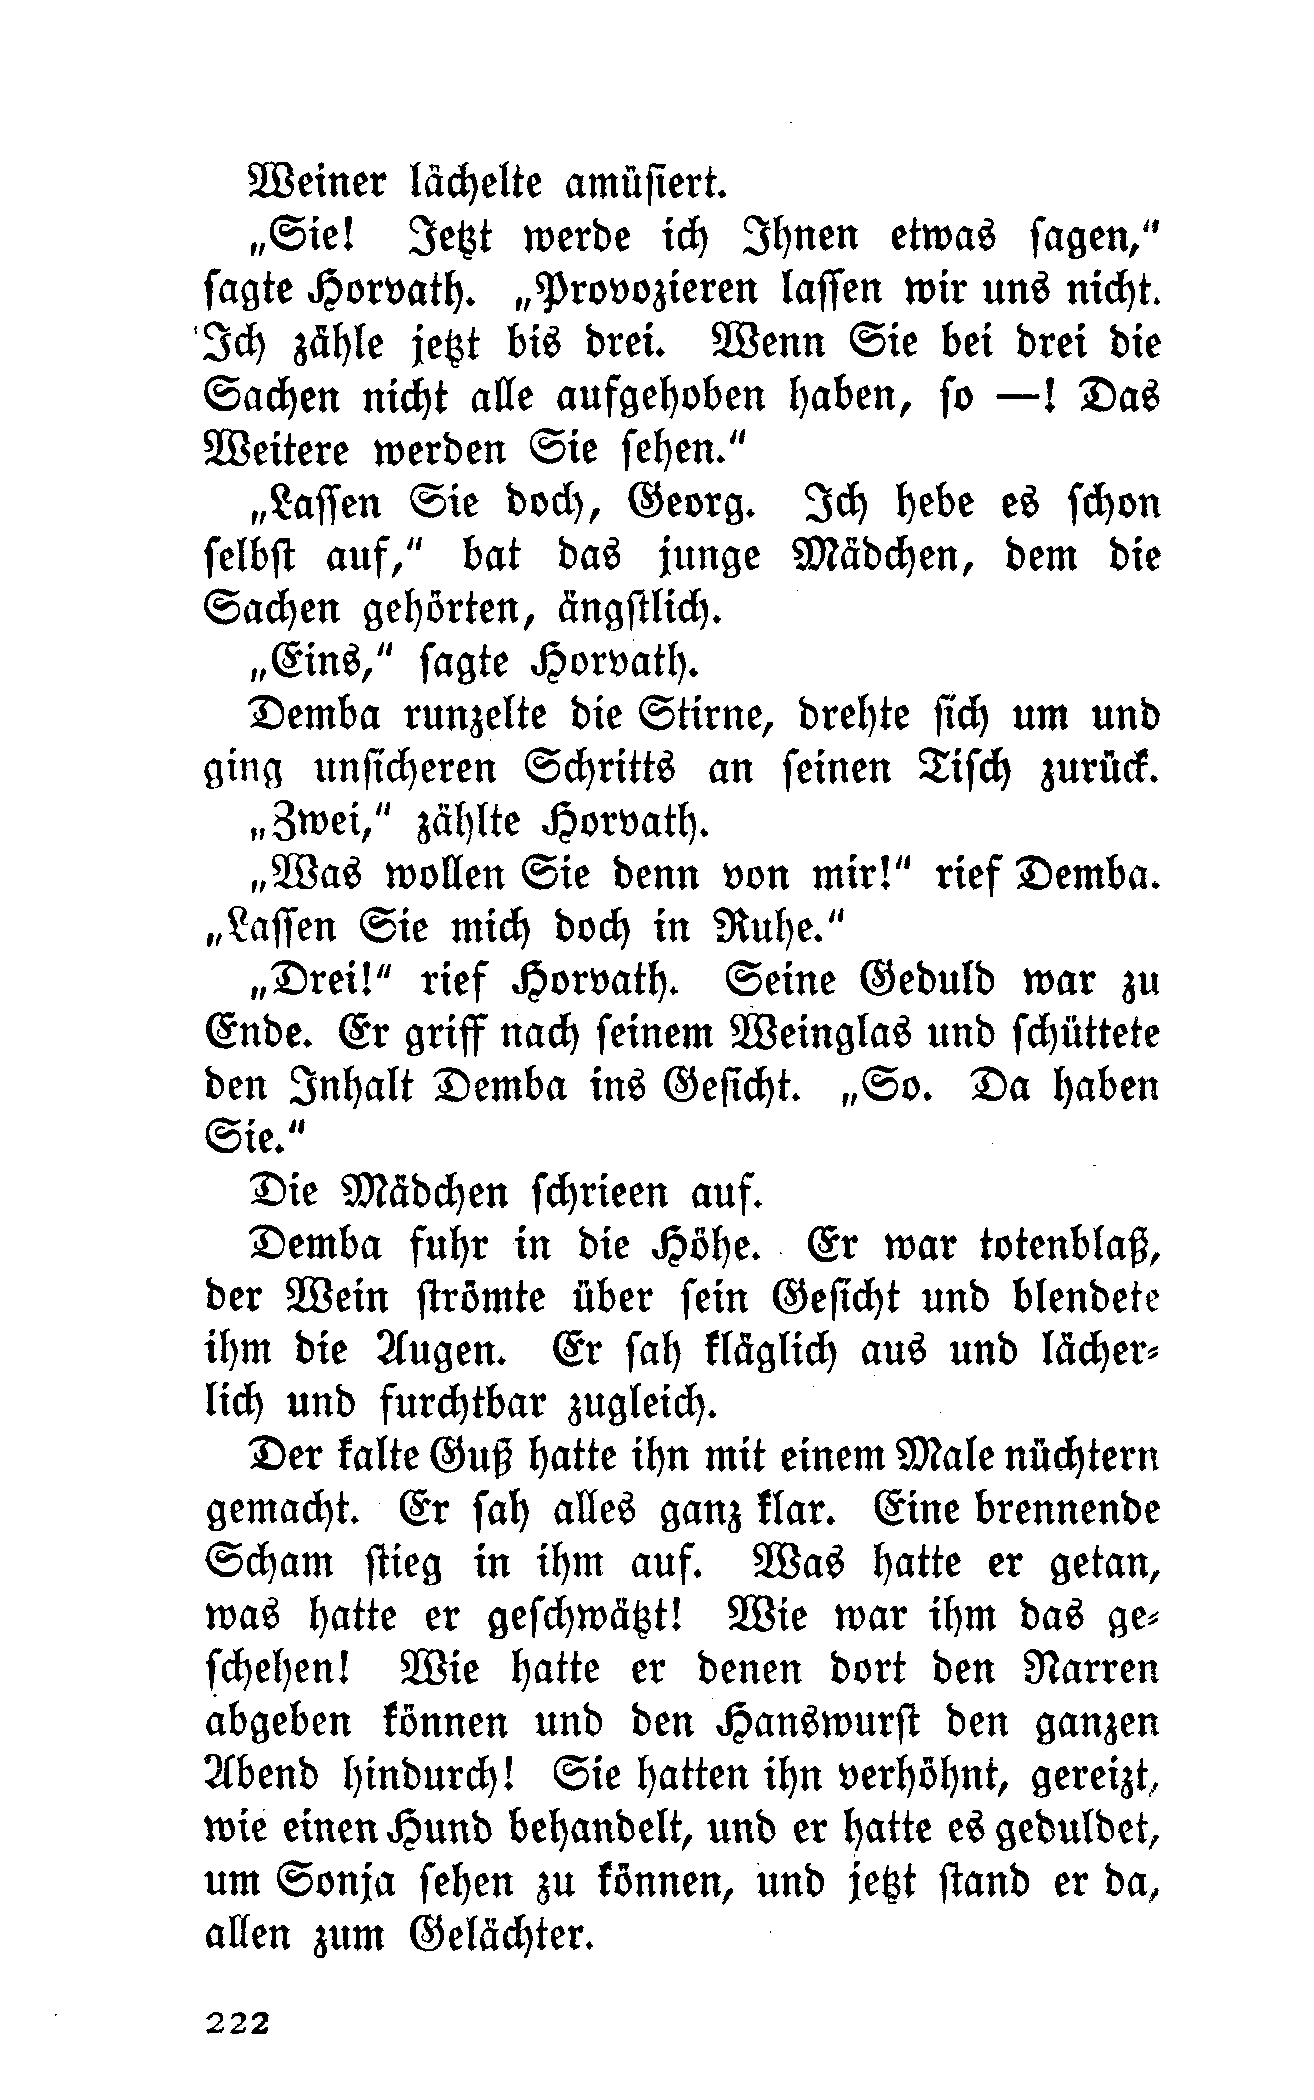 Weiner lächelte amüsiert.
„Sie! Jetzt werde ich Ihnen etwas sagen,“
sagte Horvath. „Provozieren lassen wir uns nicht.
Ich zähle jetzt bis drei. Wenn Sie bei drei die
Sachen nicht alle aufgehoben haben, so —! Das
Weitere werden Sie sehen.“
„Lassen Sie doch, Georg. Ich hebe es schon
selbst auf,“ bat das junge Mädchen, dem die
Sachen gehörten, ängstlich.
„Eins,“ sagte Horvath.
Demba runzelte die Stirne, drehte sich um und
ging unsicheren Schritts an seinen Tisch zurück.
„Zwei,“ zählte Horvath.
„Was wollen Sie denn von mir!“ rief Demba.
„Lassen Sie mich doch in Ruhe.“
„Drei!“ rief Horvath. Seine Geduld war zu
Ende. Er griff nach seinem Weinglas und schüttete
den Inhalt Demba ins Gesicht. „So. Da haben
Sie.“
Die Mädchen schrieen auf.
Demba fuhr in die Höhe. Er war totenblaß,
der Wein strömte über sein Gesicht und blendete
ihm die Augen. Er sah kläglich aus und lächer-
lich und furchtbar zugleich.
Der kalte Guß hatte ihn mit einem Male nüchtern
gemacht. Er sah alles ganz klar. Eine brennende
Scham stieg in ihm auf. Was hatte er getan,
was hatte er geschwätzt! Wie war ihm das ge-
schehen! Wie hatte er denen dort den Narren
abgeben können und den Hanswurst den ganzen
Abend hindurch! Sie hatten ihn verhöhnt, gereizt,
wie einen Hund behandelt, und er hatte es geduldet,
um Sonja sehen zu können, und jetzt stand er da,
allen zum Gelächter.
222